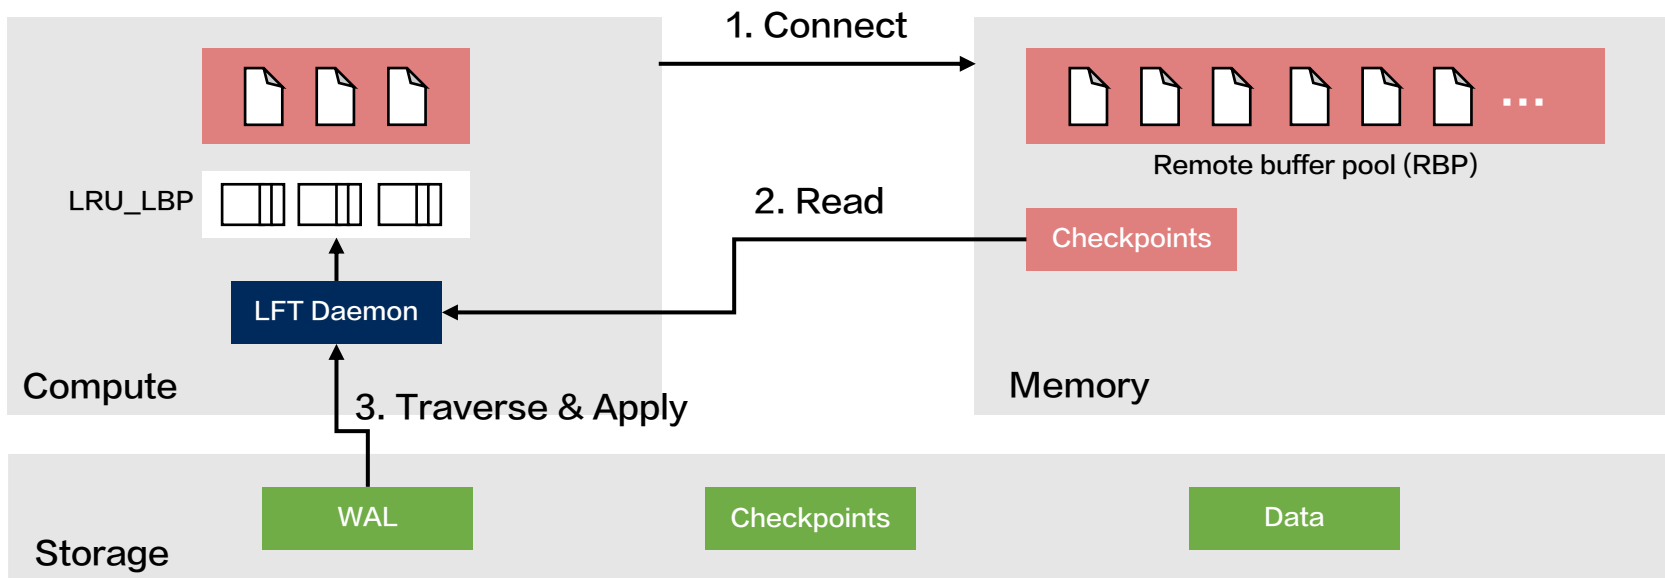 1. Connect
Remote buffer pool (RBP)
LRU_LBP
2. Read
Checkpoints
LFT Daemon
Compute
Memory
3. Traverse & Apply
WAL
Checkpoints
Data
Storage